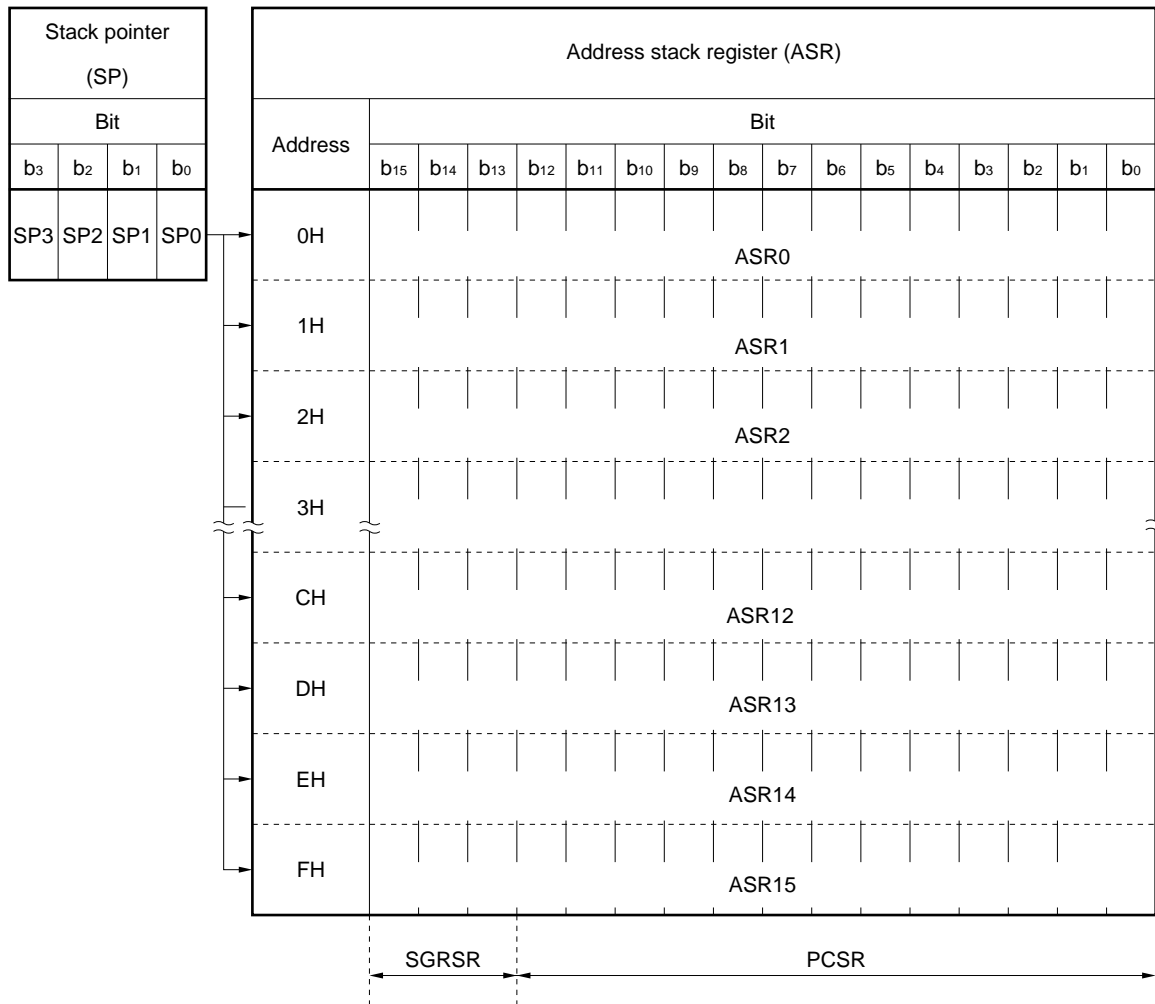 Stack pointer
(SP)
Bit
b3 b2 b1 b0
SP3 SP2 SP1 SP0
Address stack register (ASR)
Address
Bit
b15 b14 b13 b12 b11 b10 b9 b8 b7 b6 b5 b4 b3 b2 b1 b0
0H
ASR0
1H
ASR1
2H
ASR2
3H
CH
ASR12
DH
ASR13
EH
ASR14
FH
ASR15
SGRSR
PCSR